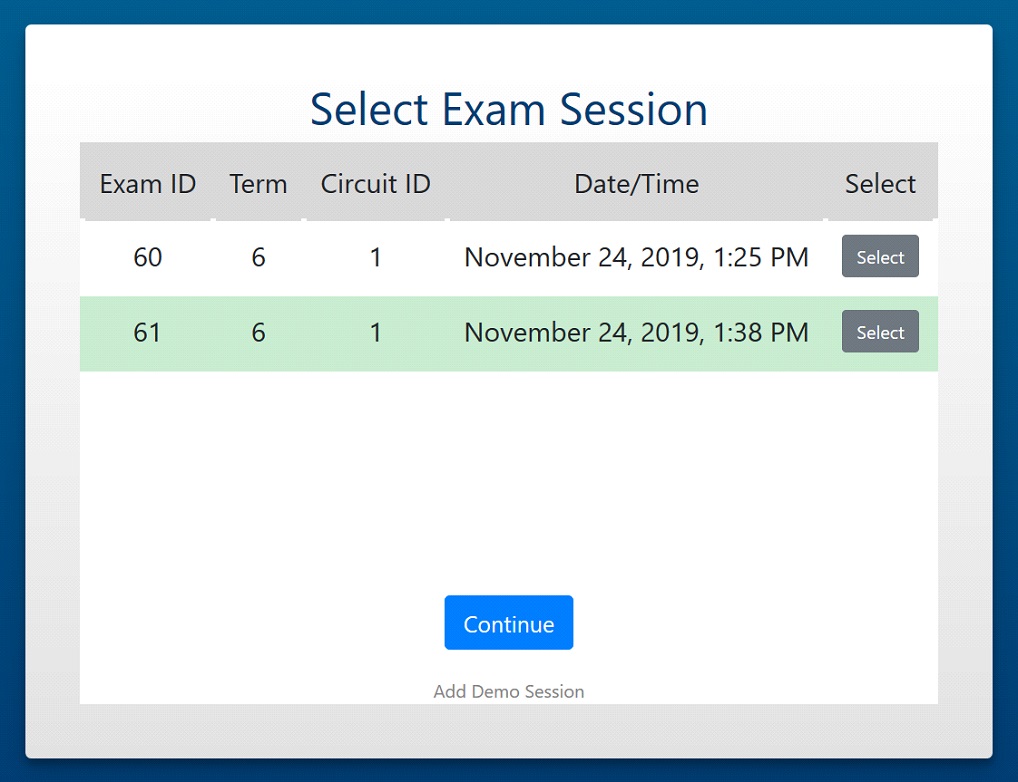 Select Exam Session
Exam ID Term Circuit ID Date/Time Select
60 6 1 November 24, 2019, 1:25 PM Select
61 6 1 November 24, 2019, 1:38 PM Select
Continue
Add Demo Session